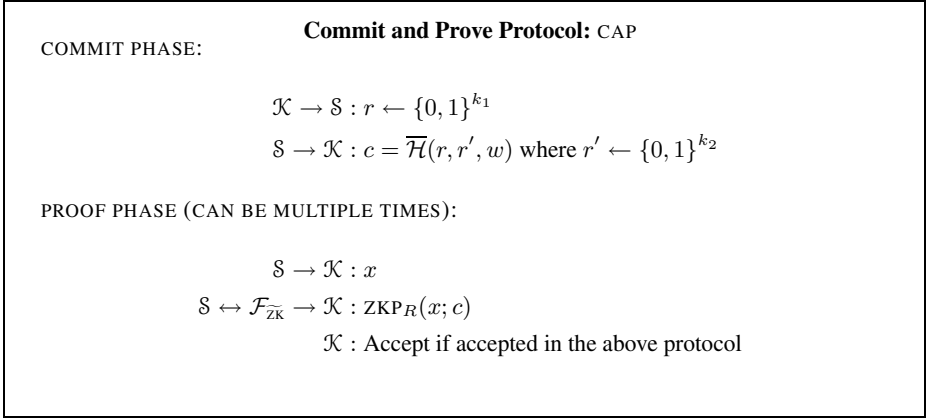 Commit and Prove Protocol: CAP
COMMIT PHASE:
𝒦 → 𝒮 : r ← {0, 1}^{k_1}
𝒮 → 𝒦 : c = \overline{ℋ}(r, r′, w) where r′ ← {0, 1}^{k_2}
PROOF PHASE (CAN BE MULTIPLE TIMES):
𝒮 → 𝒦 : x
𝒮 ↔ ℱ_{\widetilde{ZK}} → 𝒦 : ZKP_R(x; c)
𝒦 : Accept if accepted in the above protocol